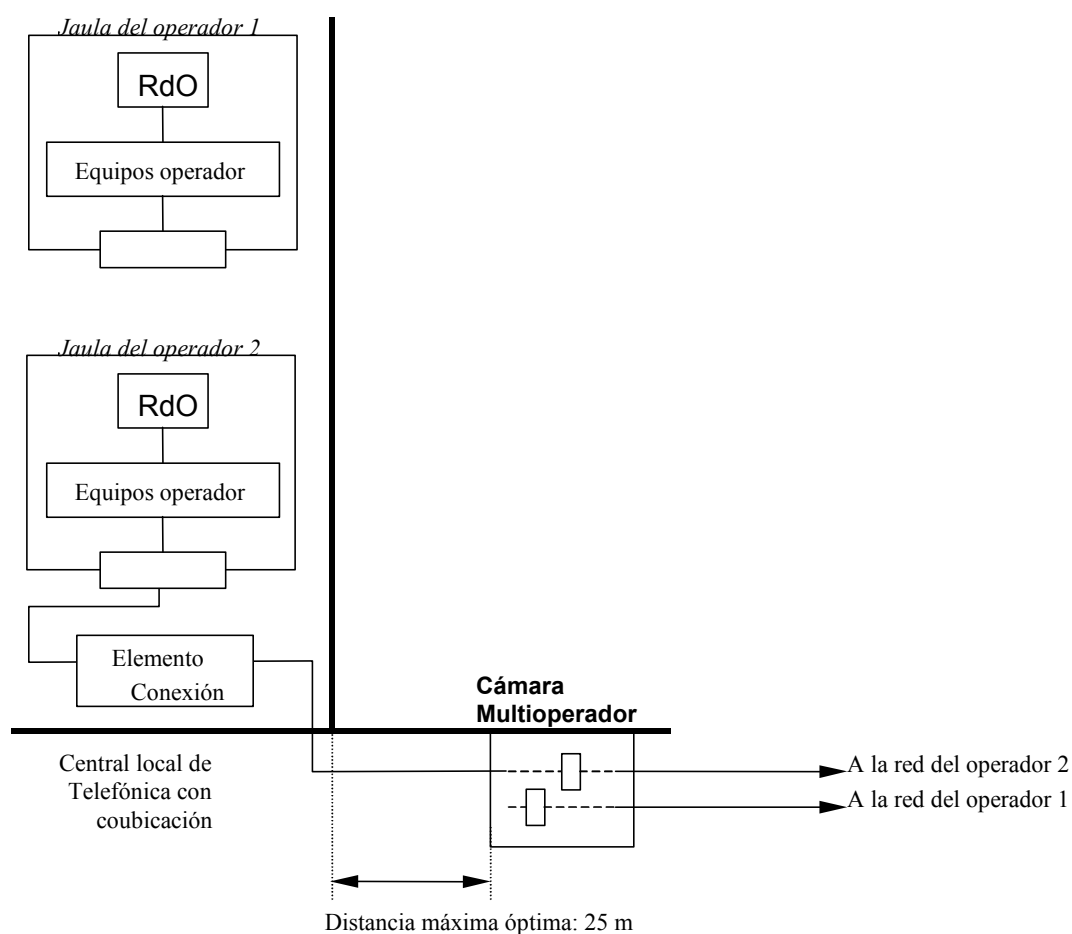 Jaula del operador 1
RdO
Equipos operador
Jaula del operador 2
RdO
Equipos operador
Elemento
Conexión
Cámara
Multioperador
Central local de
Telefónica con
coubicación
A la red del operador 2
A la red del operador 1
Distancia máxima óptima: 25 m